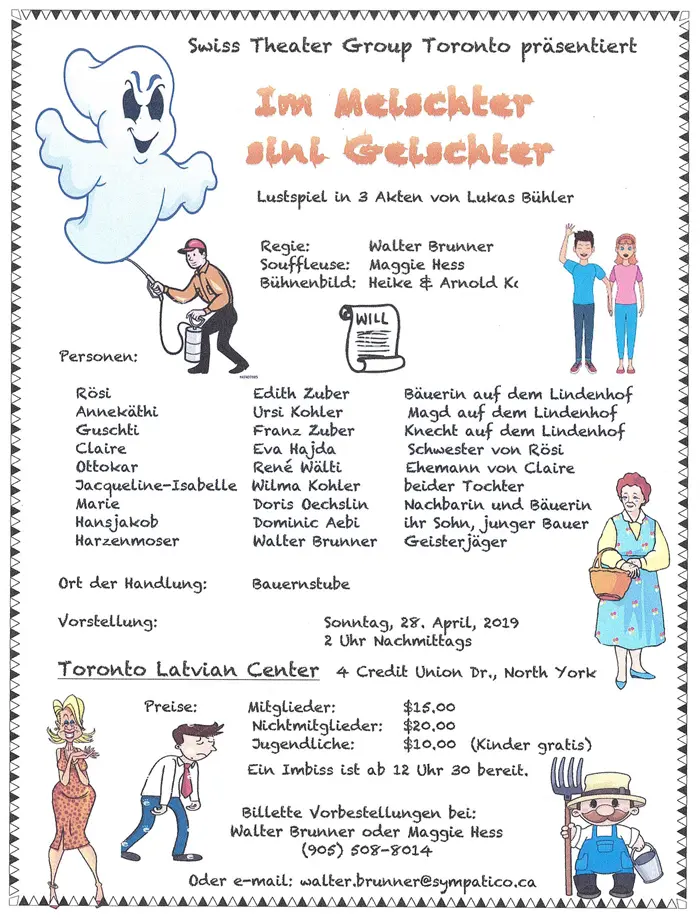 Swiss Theater Group Toronto präsentiert
Im Meischter
sini Geischter
Lustspiel in 3 Akten von Lukas Bühler
Regie: Walter Brunner
Souffleuse: Maggie Hess
Bühnenbild: Heike & Arnold
WILL
Personen:
Rösi Edith Zuber Bäuerin auf dem Lindenhof
Annekäthi Ursi Kohler Magd auf dem Lindenhof
Guschti Franz Zuber Knecht auf dem Lindenhof
Claire Eva Hajda Schwester von Rösi
Ottokar René Wälti Ehemann von Claire
Jacqueline-Isabelle Wilma Kohler beider Tochter
Marie Doris Oechslin Nachbarin und Bäuerin
Hansjakob Dominic Aebi ihr Sohn, junger Bauer
Harzenmoser Walter Brunner Geisterjäger
Ort der Handlung: Bauernstube
Vorstellung: Sonntag, 28. April, 2019
2 Uhr Nachmittags
Toronto Latvian Center 4 Credit Union Dr., North York
Preise: Mitglieder: $15.00
Nichtmitglieder: $20.00
Jugendliche: $10.00 (Kinder gratis)
Ein Imbiss ist ab 12 Uhr 30 bereit.
Billette Vorbestellungen bei:
Walter Brunner oder Maggie Hess
(905) 508-8014
Oder e-mail: walter.brunner@sympatico.ca